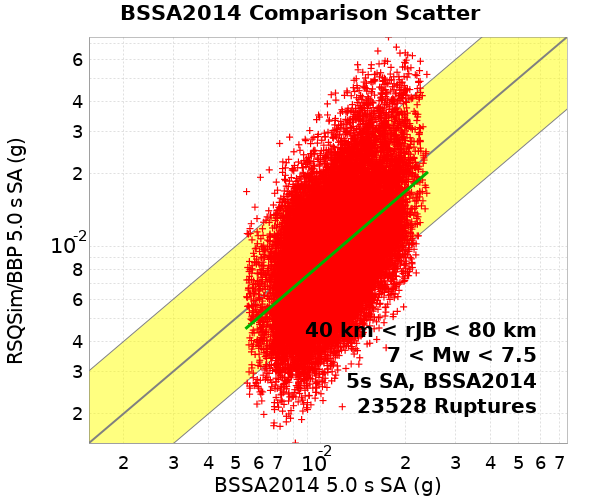 BSSA2014 Comparison Scatter
RSQSim/BBP 5.0 s SA (g)
6
4
3
2
10-2
8
6
4
3
2
40 km < rJB < 80 km
7 < Mw < 7.5
5s SA, BSSA2014
23528 Ruptures
2 3 4 5 6 7 10-2 2 3 4 5 6 7
BSSA2014 5.0 s SA (g)